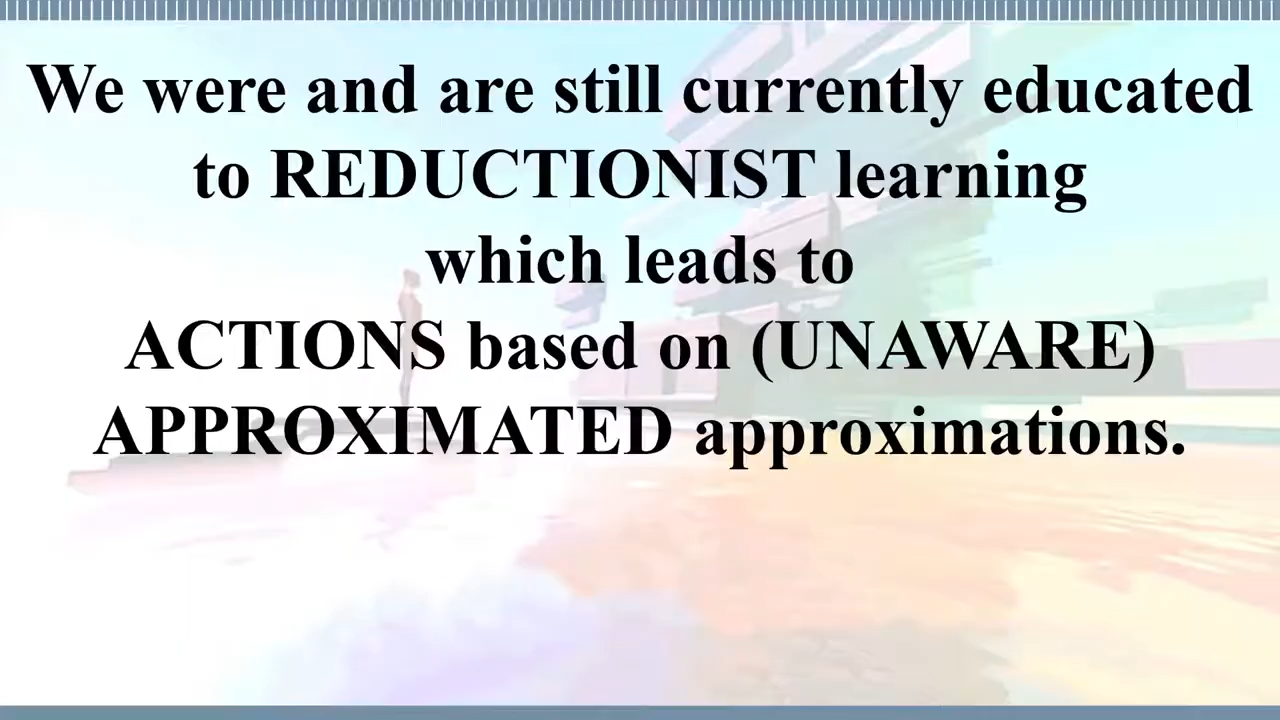 We were and are still currently educated
to REDUCTIONIST learning
which leads to
ACTIONS based on (UNAWARE)
APPROXIMATED approximations.